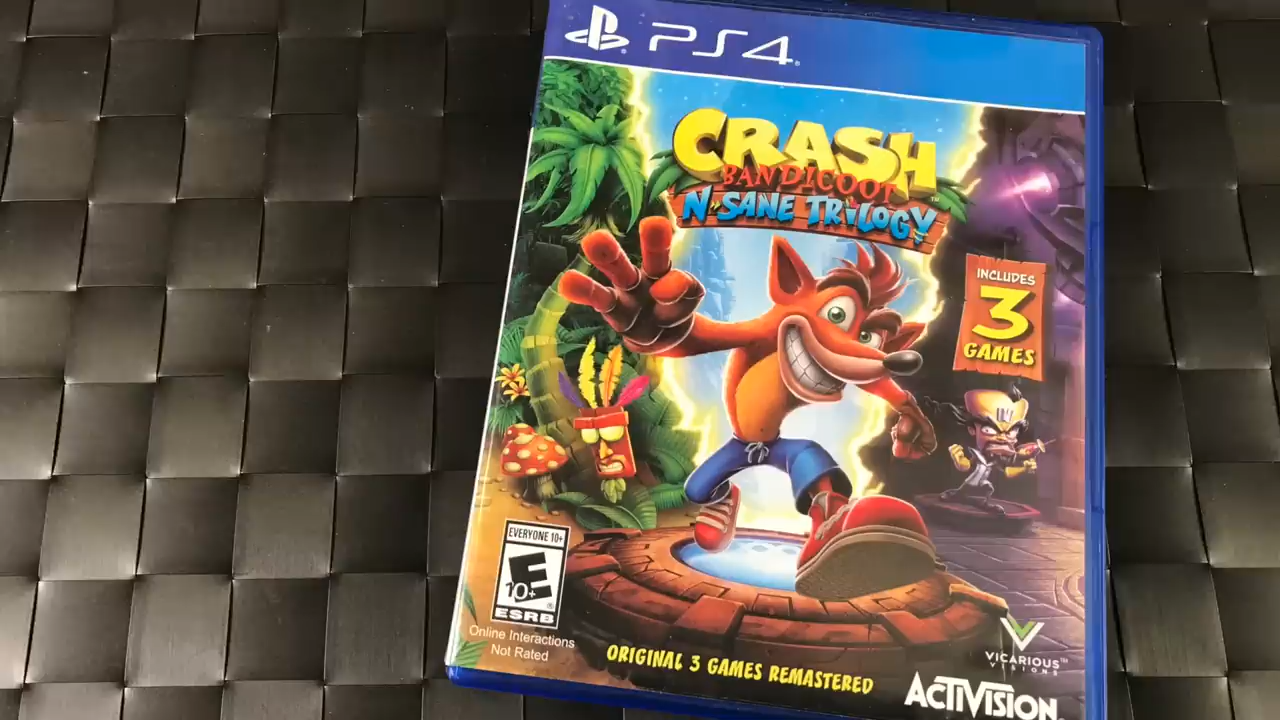 PS4
CRASH
BANDICOOT
N. SANE TRILOGY
INCLUDES
3
GAMES
N
EVERYONE 10+
E
10+
ESRB
Online Interactions
Not Rated
ORIGINAL 3 GAMES REMASTERED
VICARIOUS
VISIONS
ACTIVISION